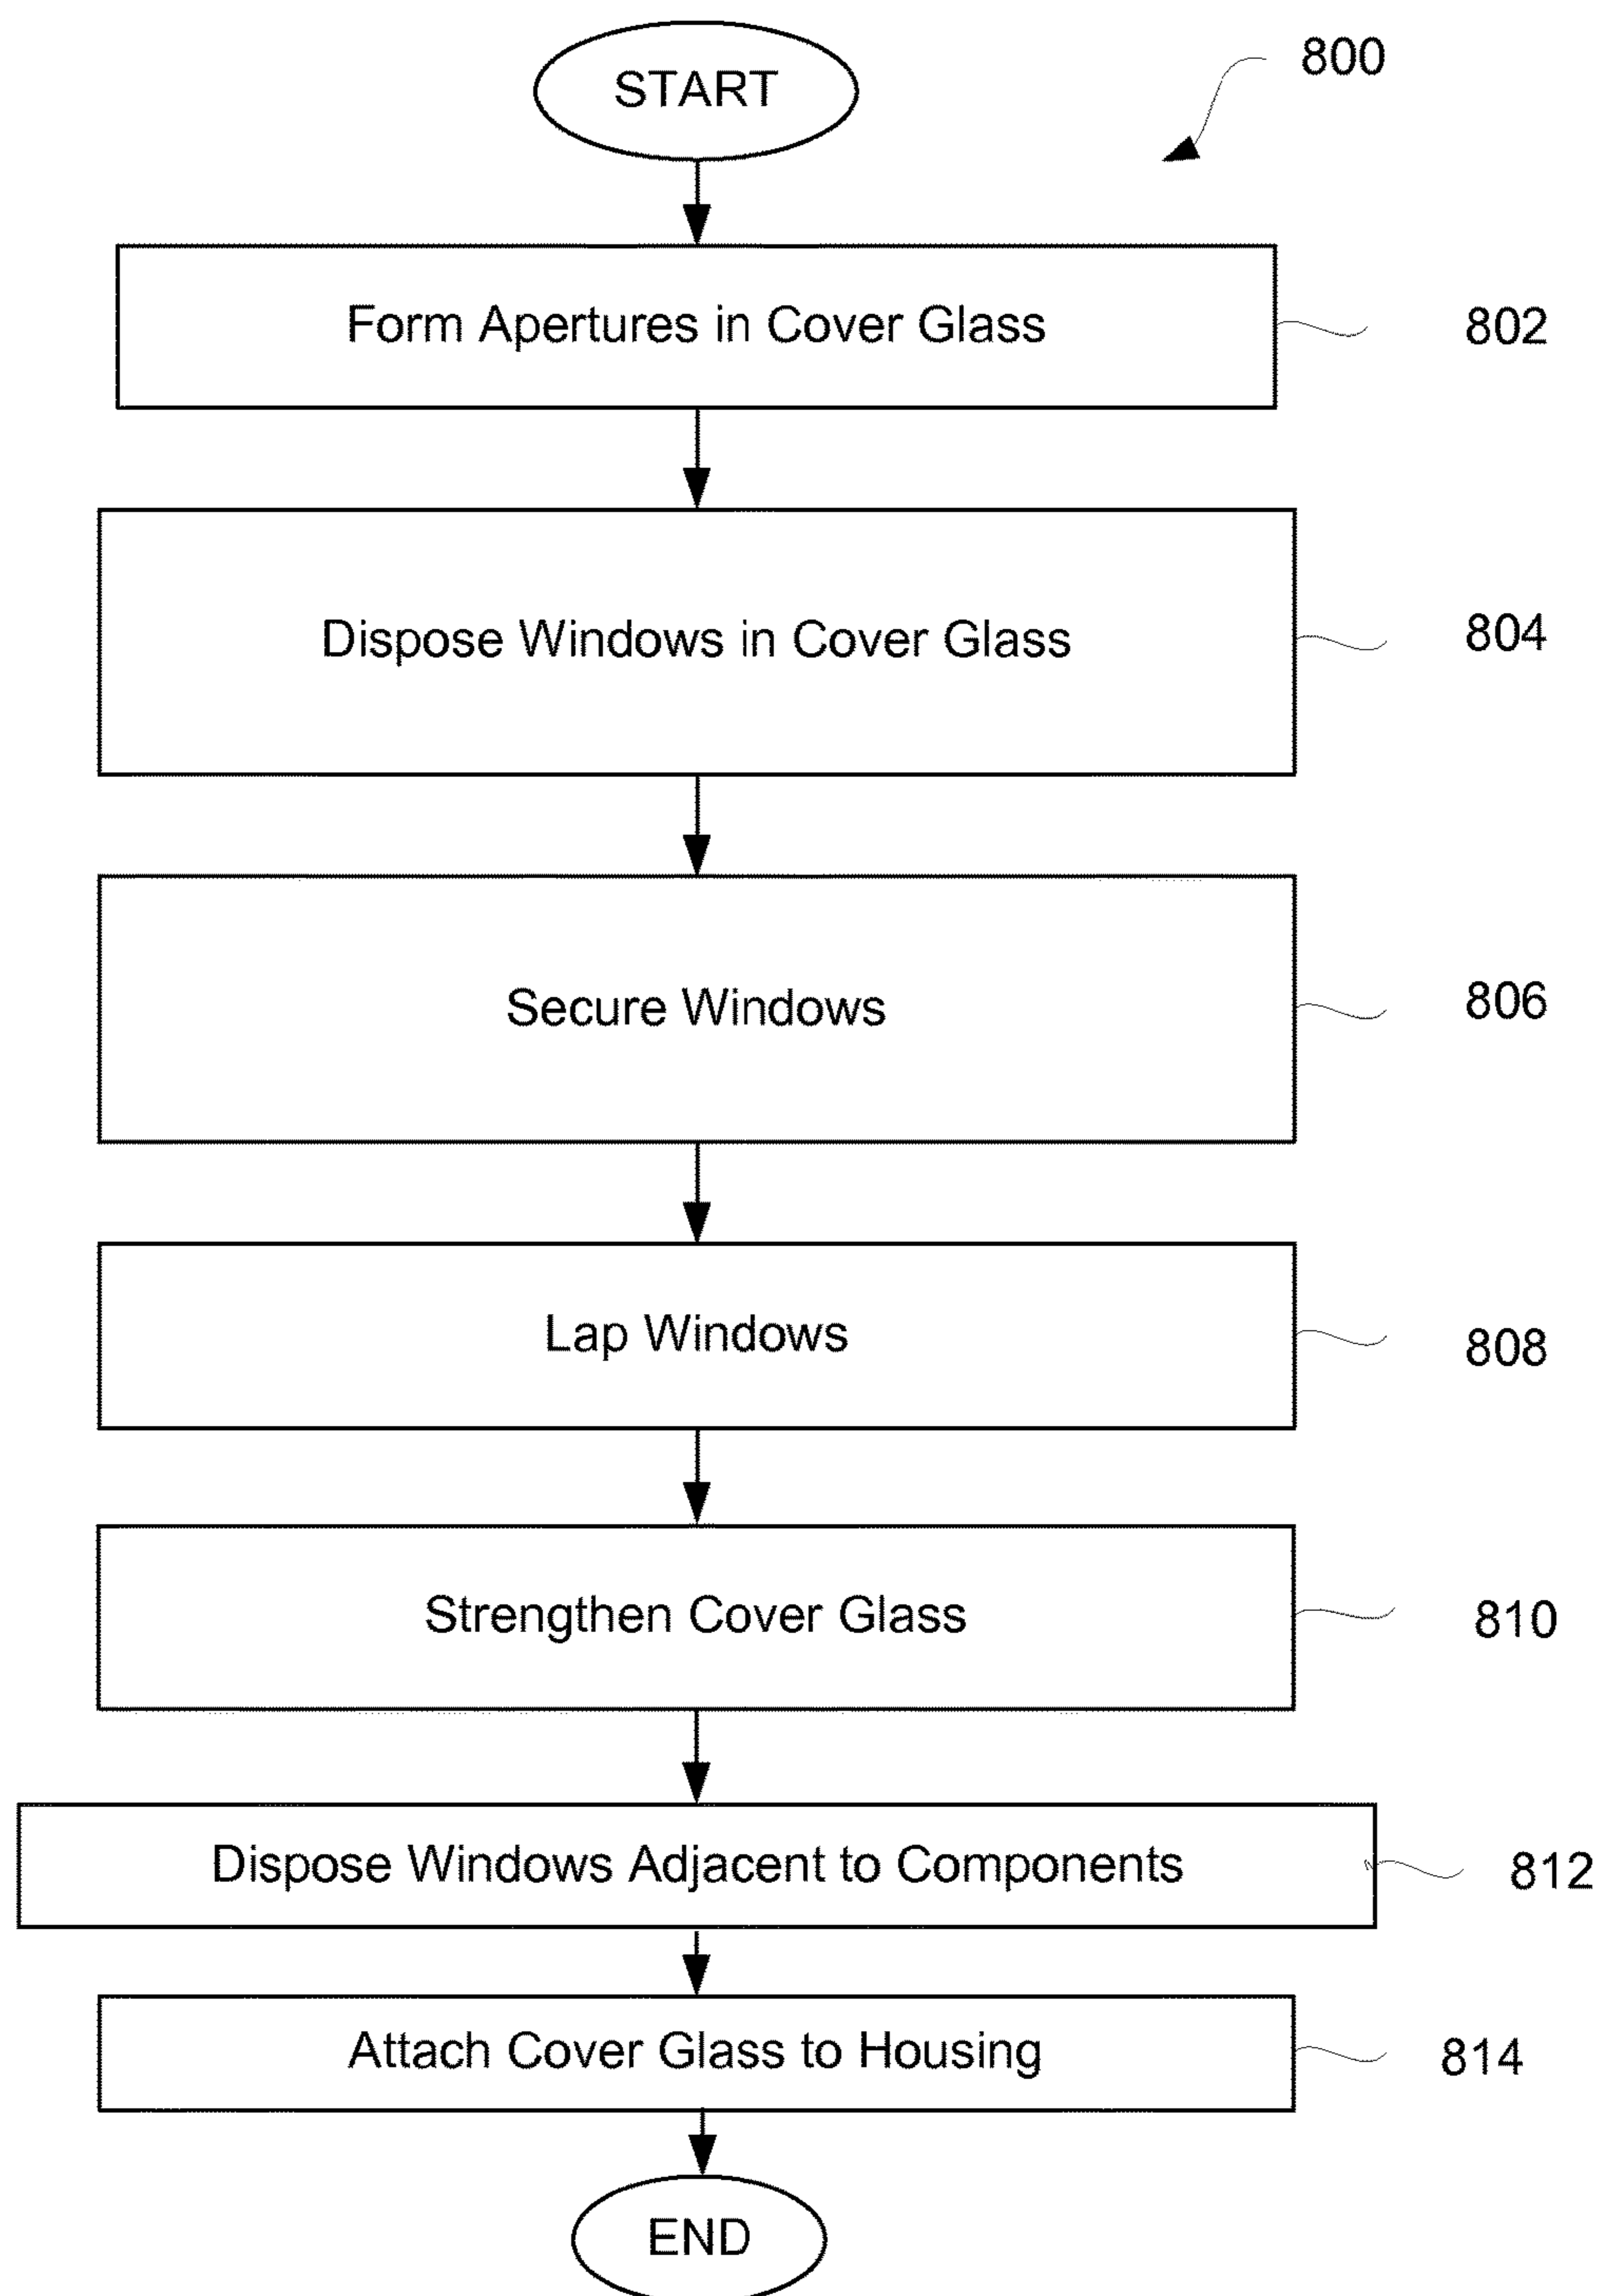 START
800
Form Apertures in Cover Glass
802
Dispose Windows in Cover Glass
804
Secure Windows
806
Lap Windows
808
Strengthen Cover Glass
810
Dispose Windows Adjacent to Components
812
Attach Cover Glass to Housing
814
END